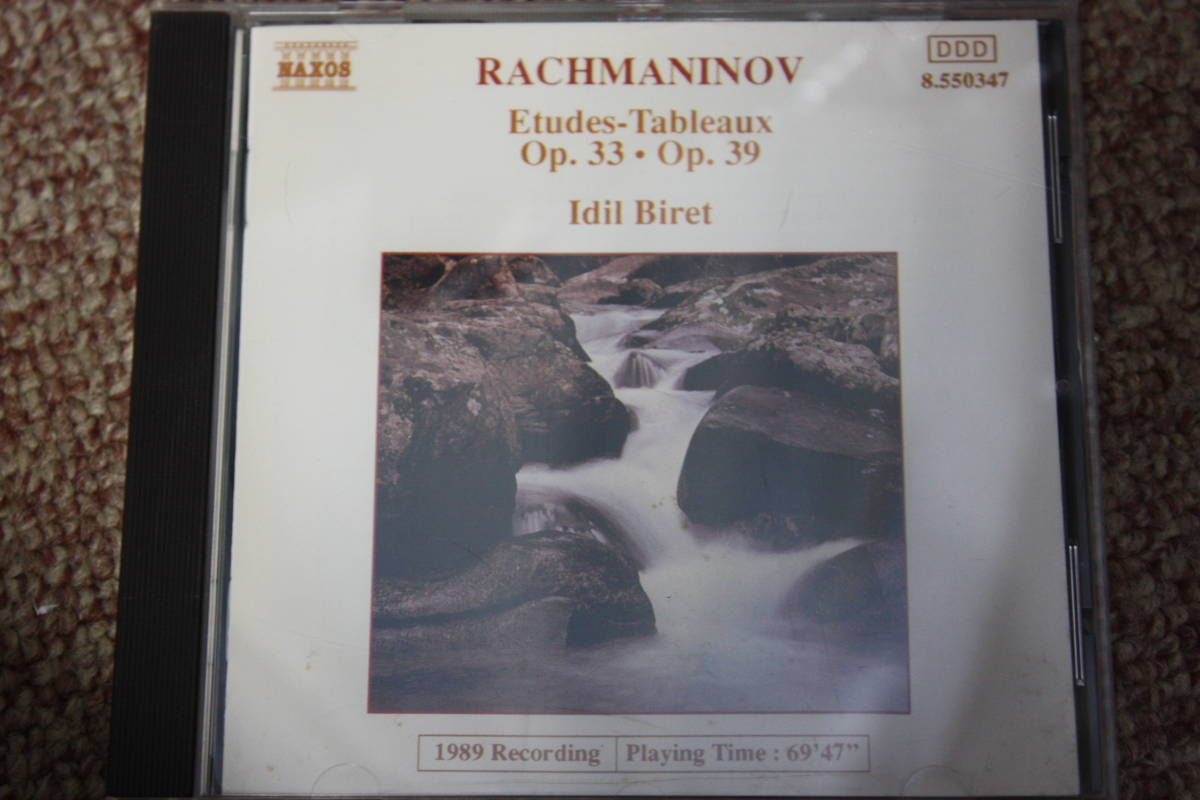 NAXOS
RACHMANINOV
DDD
8.550347
Etudes-Tableaux
Op. 33 • Op. 39
Idil Biret
1989 Recording
Playing Time : 69'47”